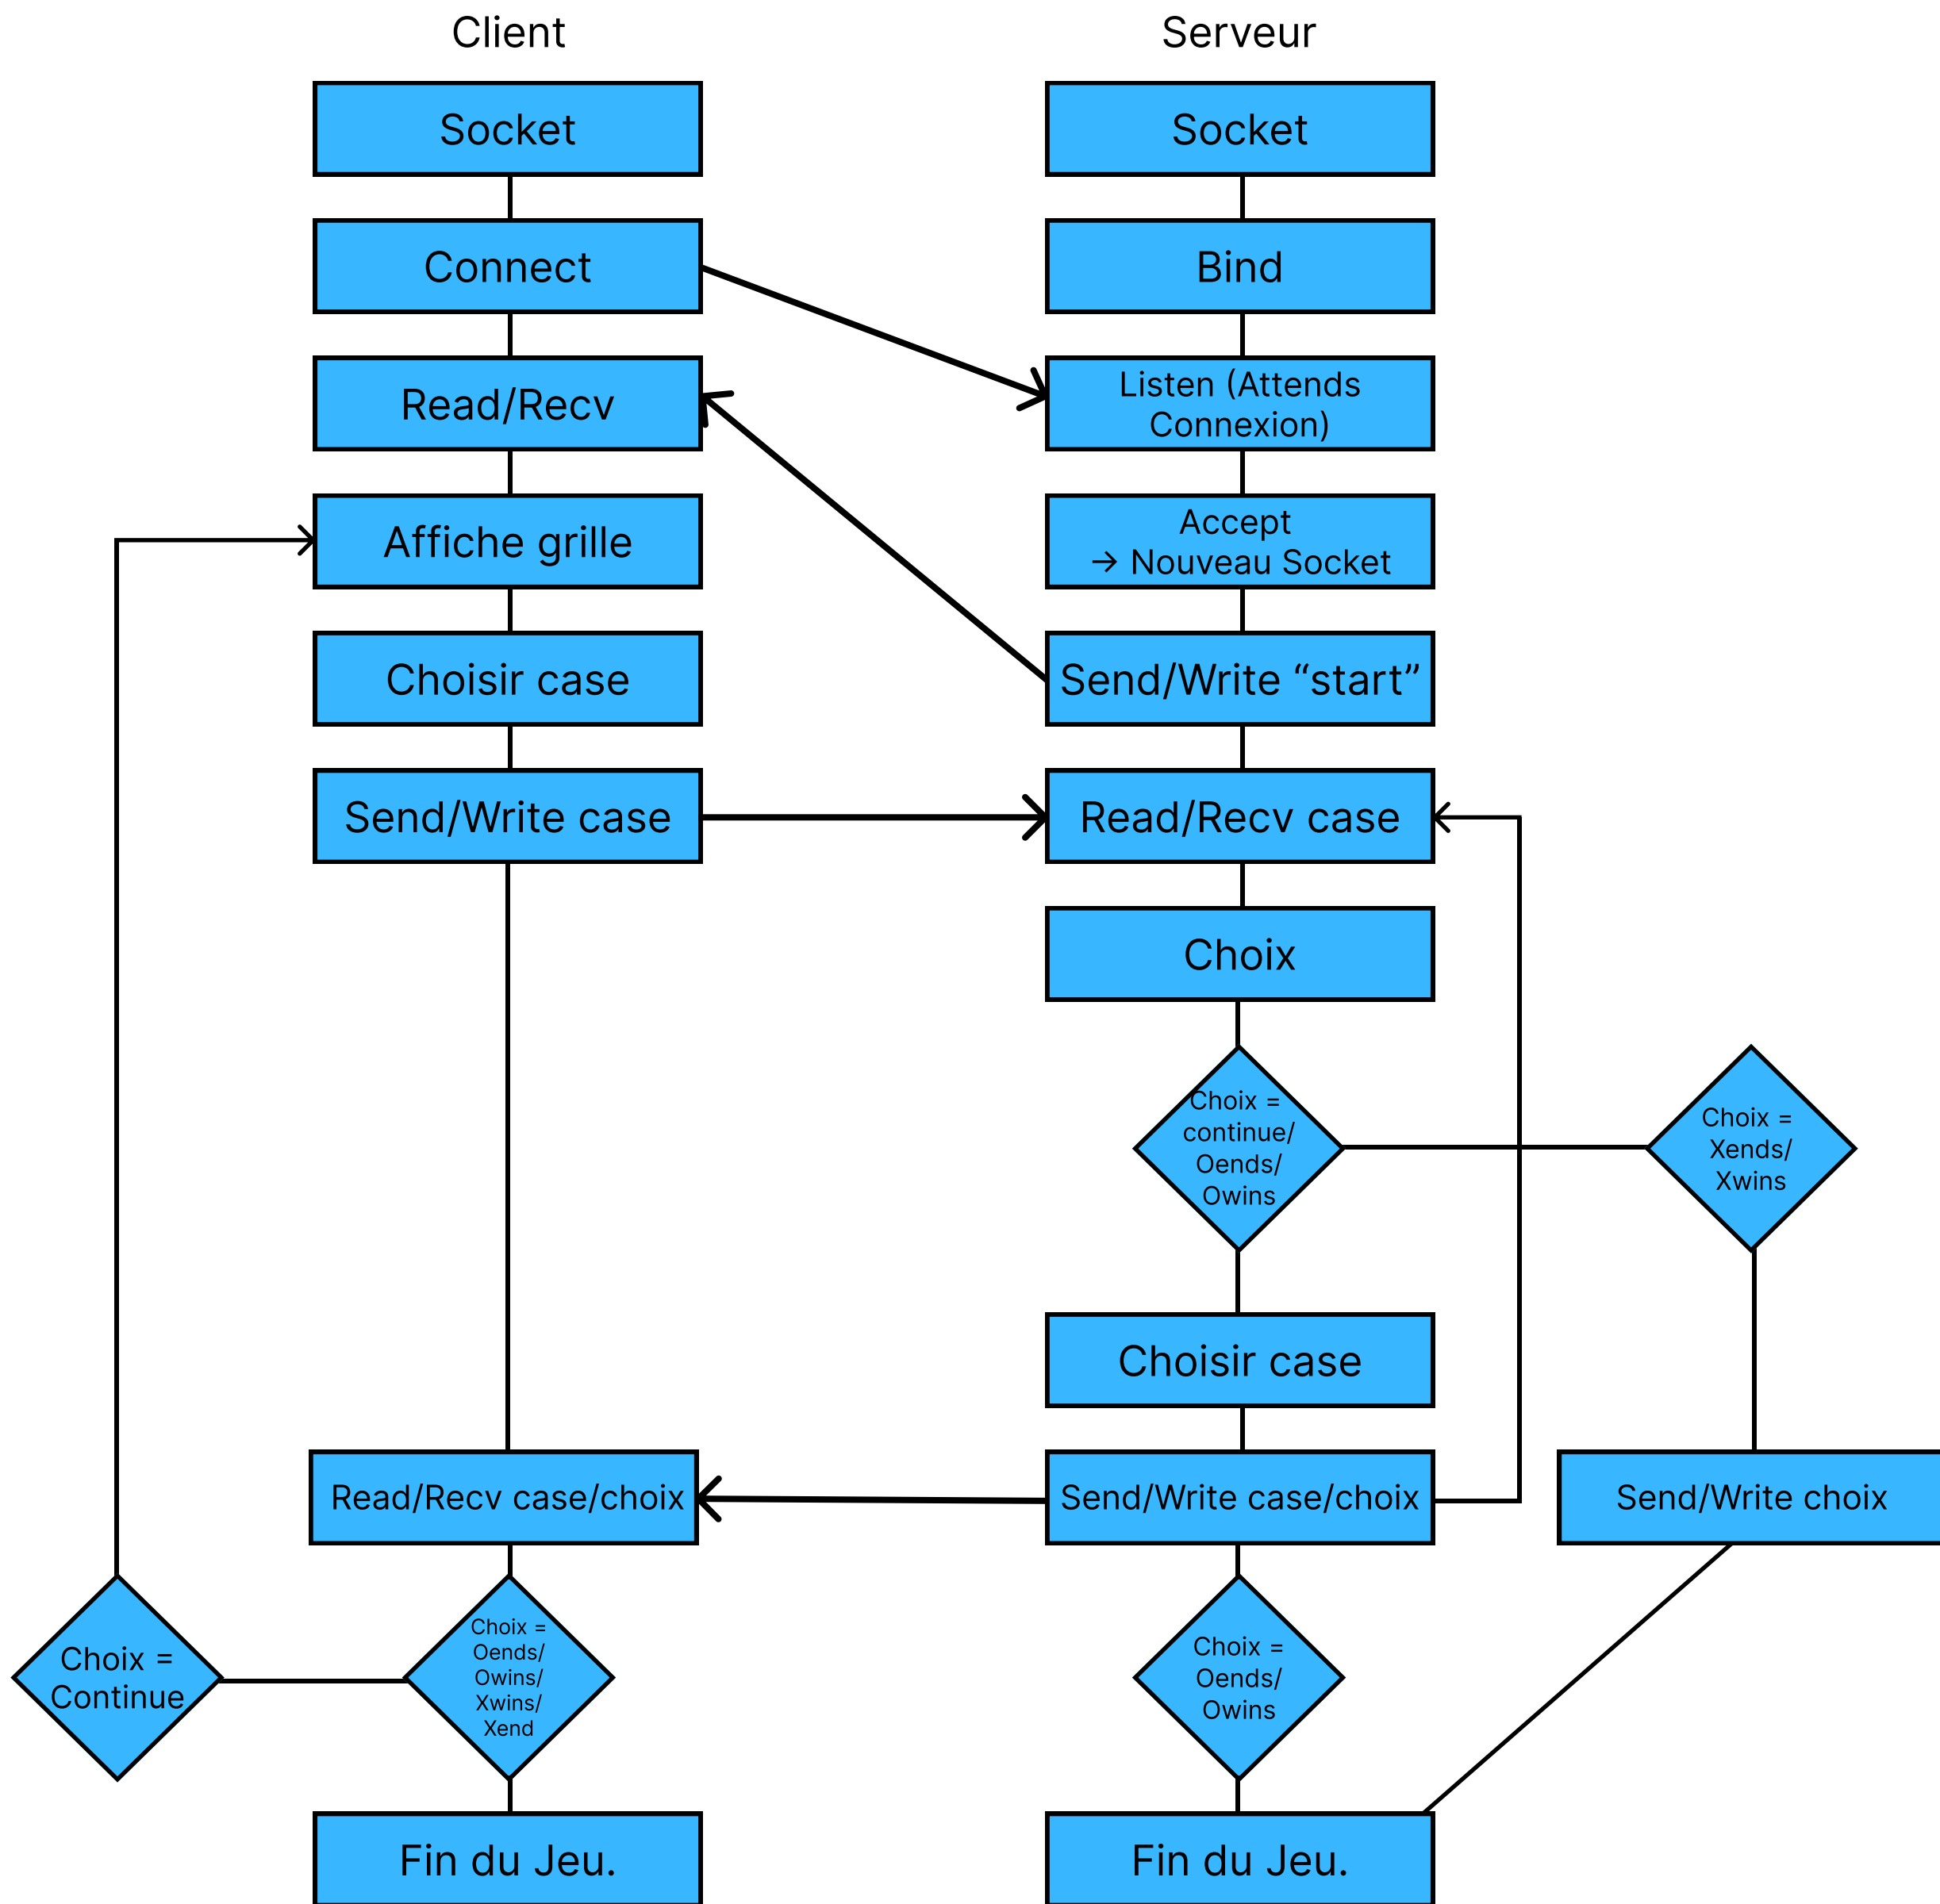 Client
Serveur
Socket
Socket
Connect
Bind
Read/Recv
Listen (Attends
Connexion)
Affiche grille
Accept
→ Nouveau Socket
Choisir case
Send/Write “start”
Send/Write case
Read/Recv case
Choix
Choix =
continue/
Oends/
Owins
Choix =
Xends/
Xwins
Choisir case
Read/Recv case/choix
Send/Write case/choix
Send/Write choix
Choix =
Continue
Choix =
Oends/
Owins/
Xwins/
Xend
Choix =
Oends/
Owins
Fin du Jeu.
Fin du Jeu.